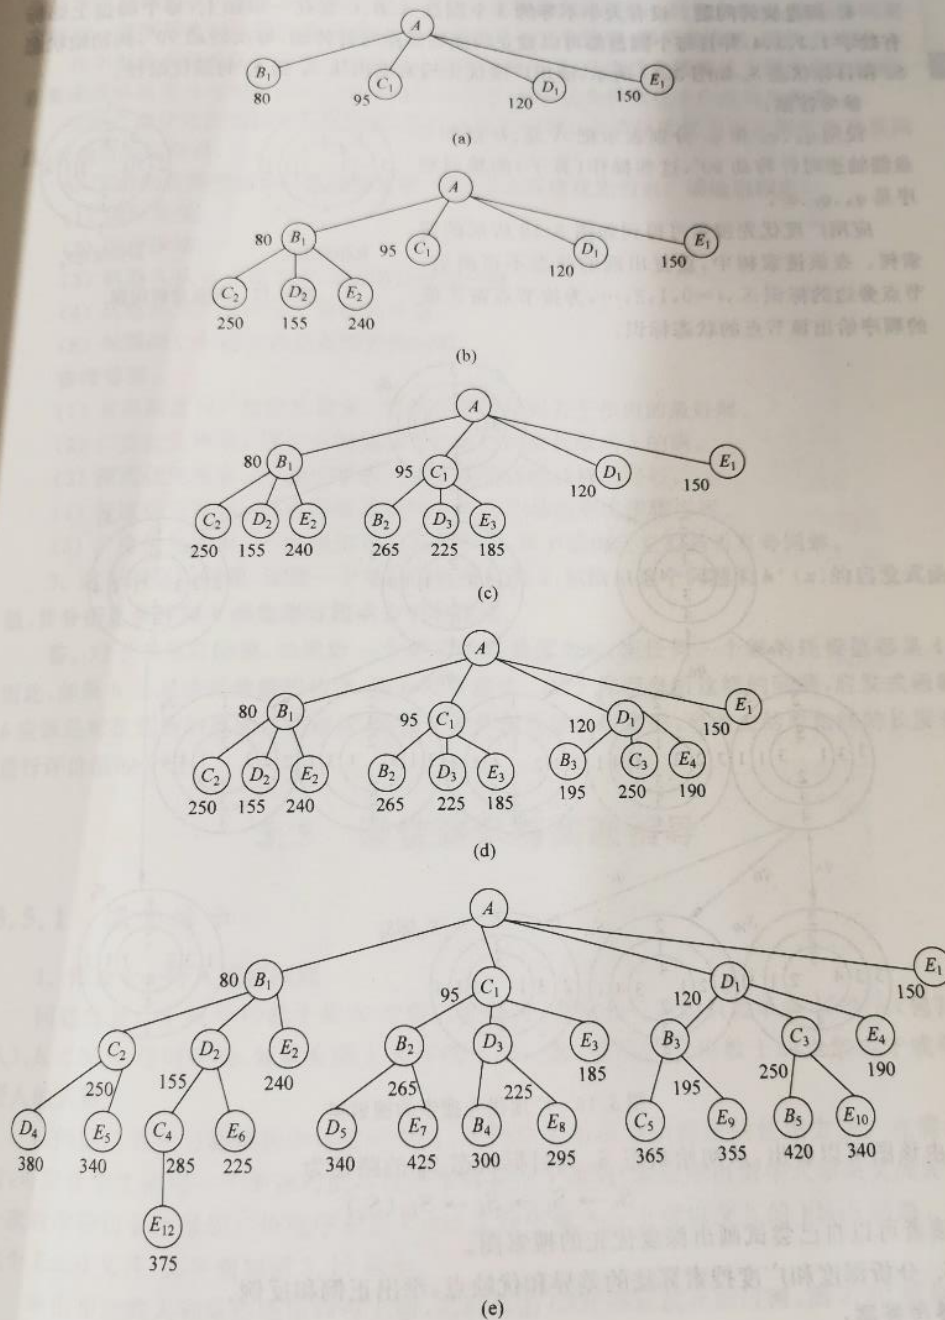 A
B₁ C₁ D₁ E₁
80 95 120 150
(a)
A
80 B₁ 95 C₁ D₁ 120 E₁ 150
C₂ D₂ E₂
250 155 240
(b)
A
80 B₁ 95 C₁ D₁ 120 E₁ 150
C₂ D₂ E₂ B₂ D₃ E₃
250 155 240 265 225 185
(c)
A
80 B₁ 95 C₁ 120 D₁ 150 E₁
C₂ D₂ E₂ B₂ D₃ E₃ B₃ C₃ E₄
250 155 240 265 225 185 195 250 190
(d)
A
80 B₁ 95 C₁ 120 D₁ 150 E₁
C₂ D₂ E₂ B₂ D₃ E₃ B₃ C₃ E₄
250 155 240 265 225 185 195 250 190
D₄ E₅ C₄ E₆ D₅ E₇ B₄ E₈ C₅ E₉ B₅ E₁₀
380 340 285 225 340 425 300 295 365 355 420 340
E₁₂
375
(e)